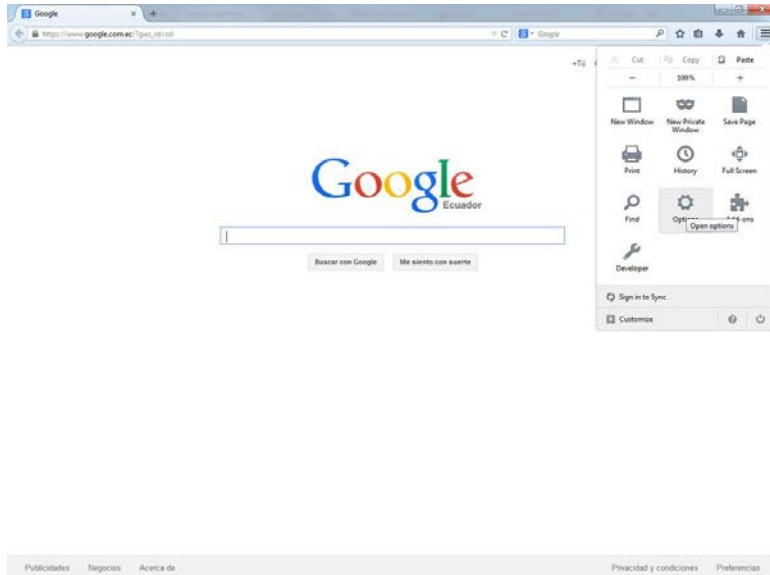 Google
https://www.google.com.ec/?gws_rd=ssl
Google
+Tú
Cut Copy Paste
− 100% +
New Window New Private Window Save Page
Print History Full Screen
Find Options Add-ons
Open options
Developer
Sign in to Sync
Customize
Google
Ecuador
Buscar con Google Me siento con suerte
Publicidades Negocios Acerca de Privacidad y condiciones Preferencias